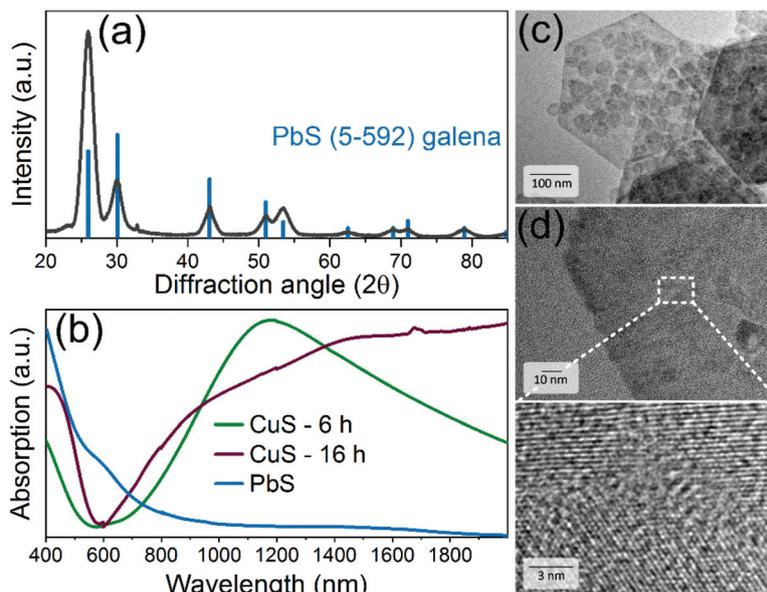 (a)
Intensity (a.u.)
PbS (5-592) galena
20 30 40 50 60 70 80
Diffraction angle (2θ)
(b)
Absorption (a.u.)
CuS - 6 h
CuS - 16 h
PbS
400 600 800 1000 1200 1400 1600 1800
Wavelength (nm)
(c)
100 nm
(d)
10 nm
3 nm